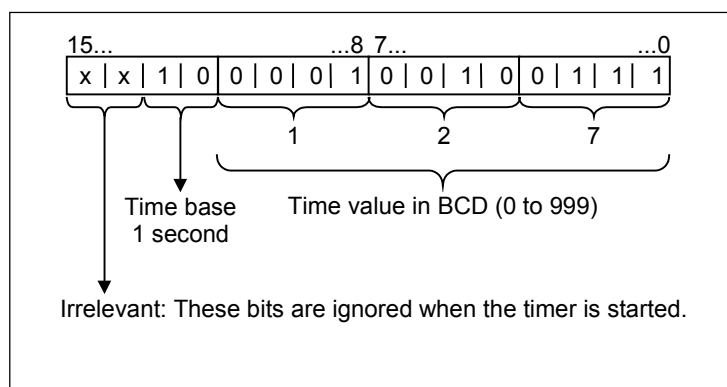 15... ...8 7... ...0
x | x | 1 | 0 0 | 0 | 0 | 1 0 | 0 | 1 | 0 0 | 1 | 1 | 1
1 2 7
Time base Time value in BCD (0 to 999)
1 second
Irrelevant: These bits are ignored when the timer is started.